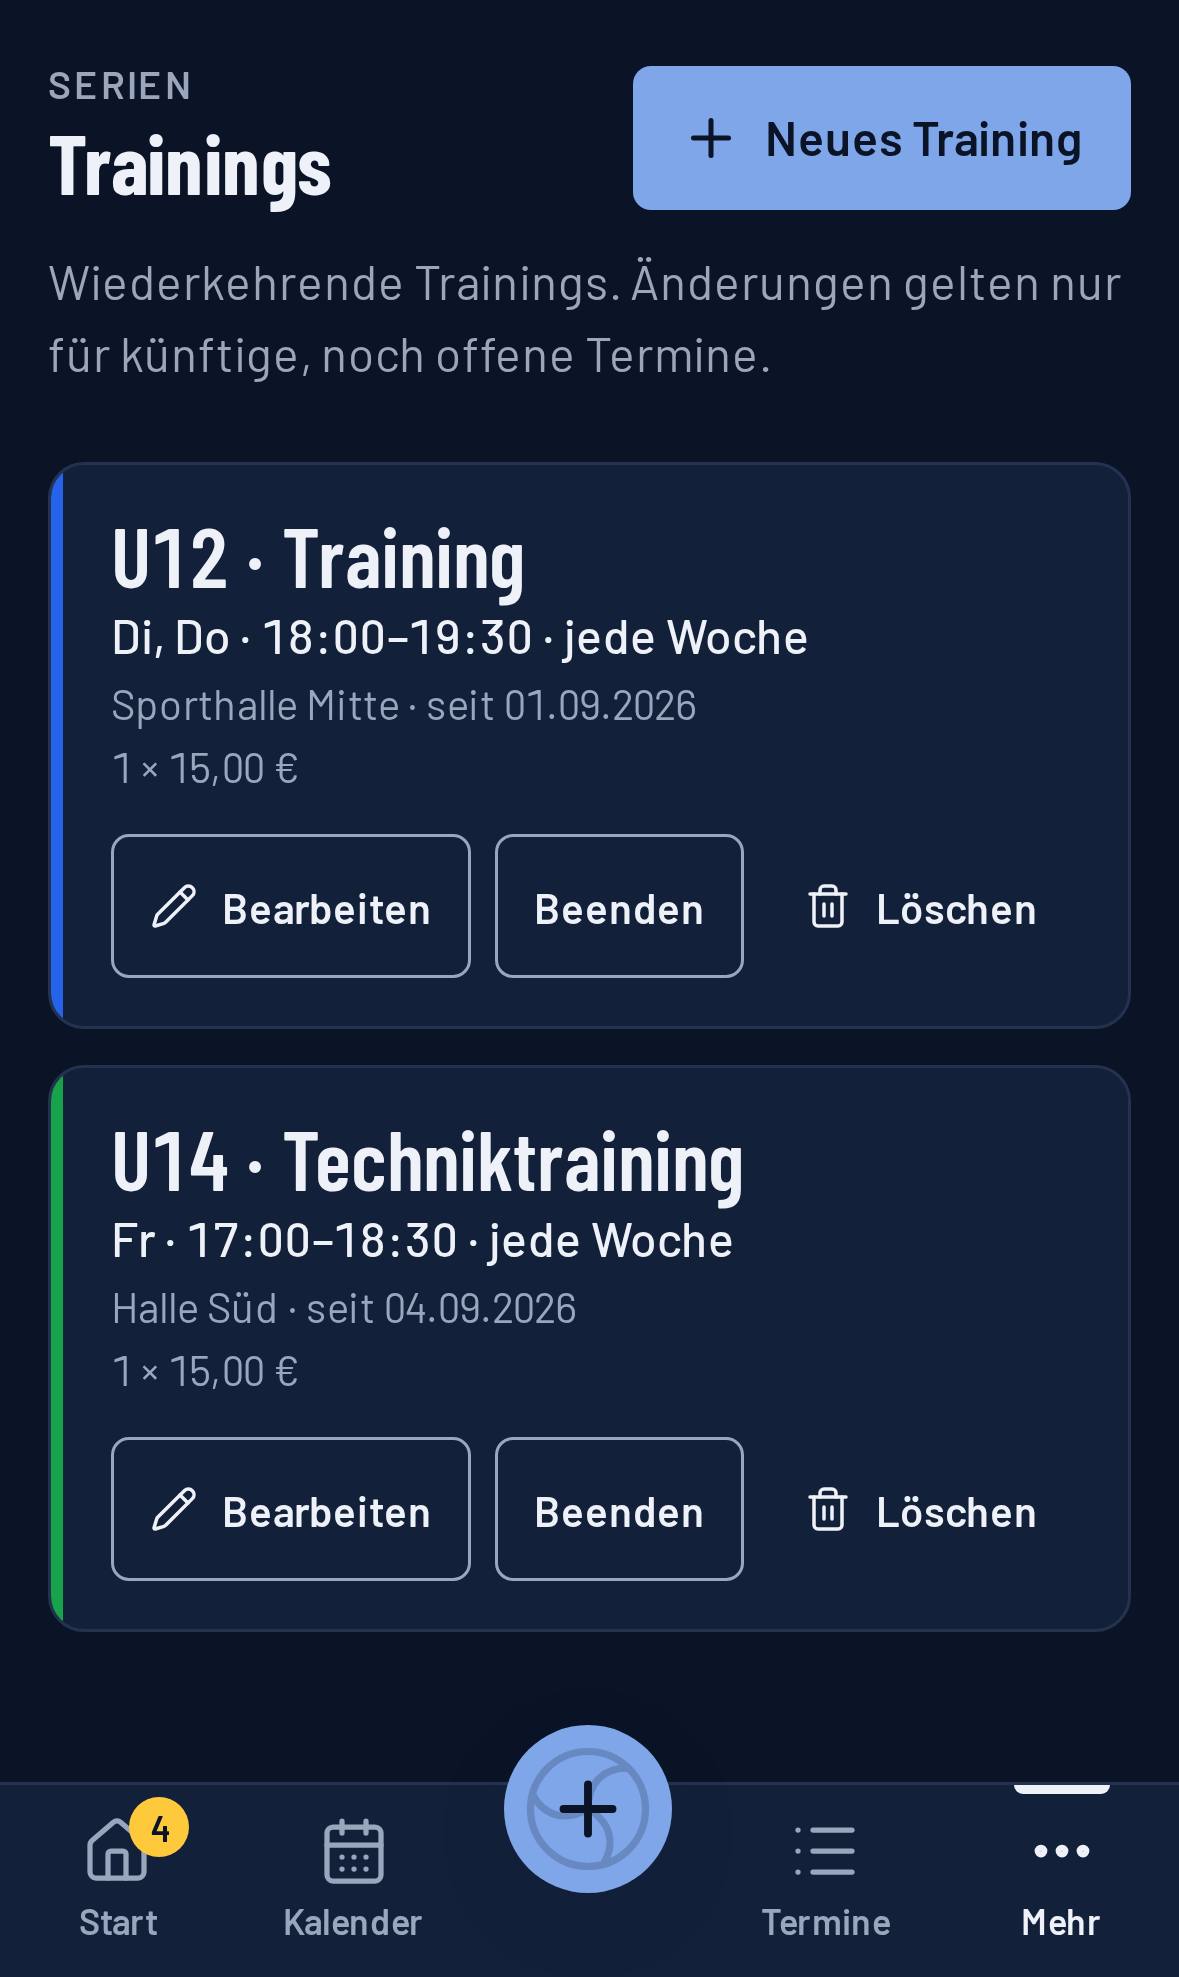 SERIEN
Trainings
Neues Training
Wiederkehrende Trainings. Änderungen gelten nur
für künftige, noch offene Termine.
U12 · Training
Di, Do · 18:00–19:30 · jede Woche
Sporthalle Mitte · seit 01.09.2026
1 × 15,00 €
Bearbeiten
Beenden
Löschen
U14 · Techniktraining
Fr · 17:00–18:30 · jede Woche
Halle Süd · seit 04.09.2026
1 × 15,00 €
Bearbeiten
Beenden
Löschen
4
Start
Kalender
Termine
Mehr